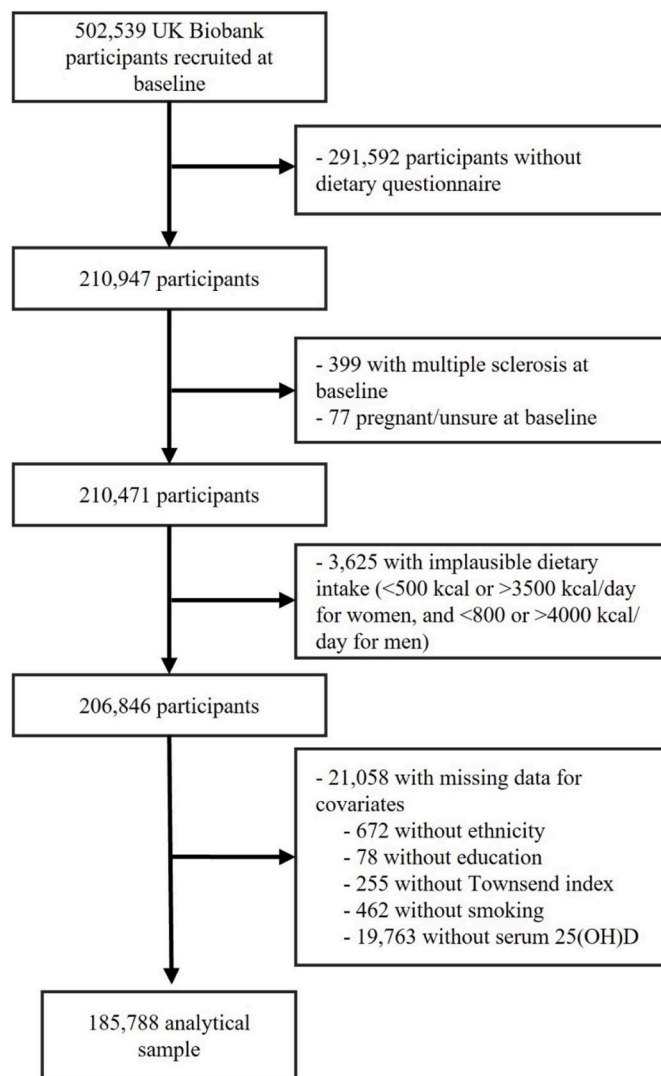 502,539 UK Biobank
participants recruited at
baseline
- 291,592 participants without
dietary questionnaire
210,947 participants
- 399 with multiple sclerosis at
baseline
- 77 pregnant/unsure at baseline
210,471 participants
- 3,625 with implausible dietary
intake (<500 kcal or >3500 kcal/day
for women, and <800 or >4000 kcal/
day for men)
206,846 participants
- 21,058 with missing data for
covariates
- 672 without ethnicity
- 78 without education
- 255 without Townsend index
- 462 without smoking
- 19,763 without serum 25(OH)D
185,788 analytical
sample